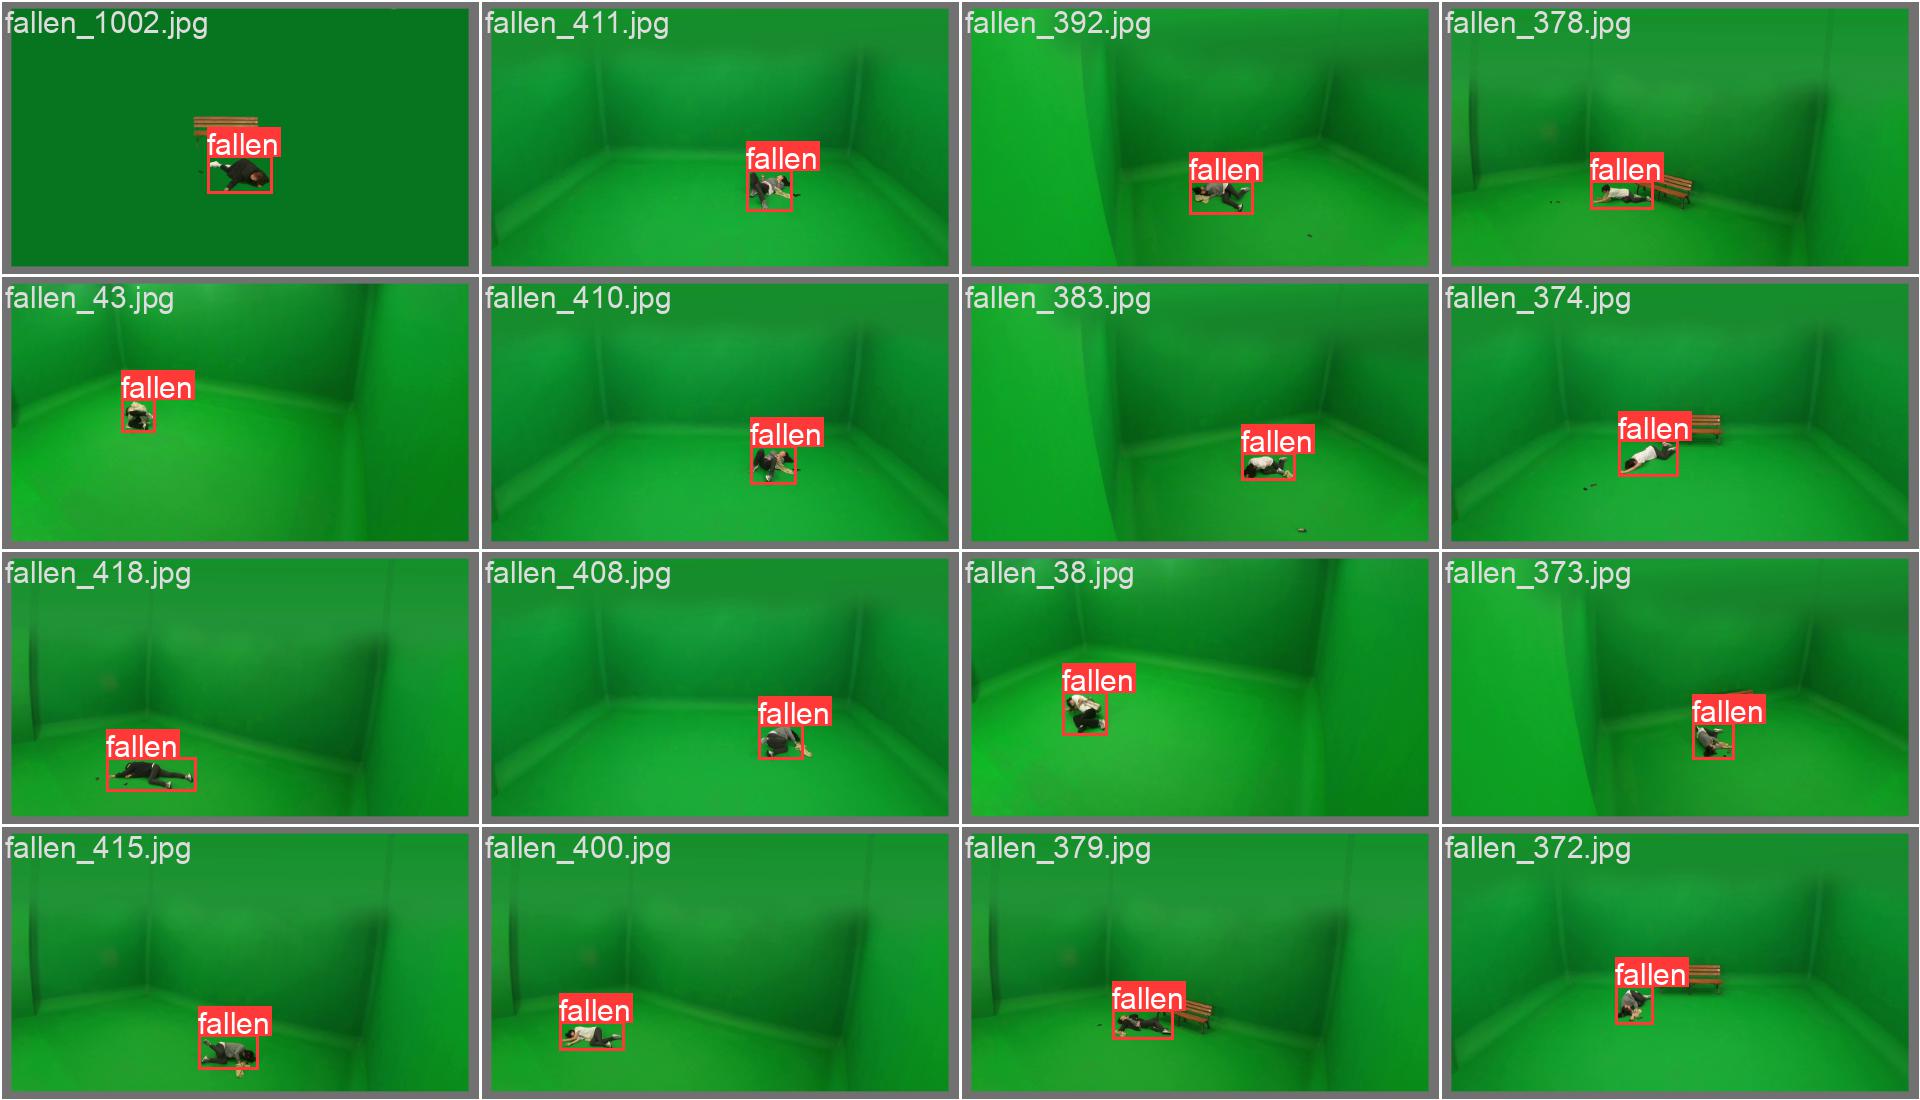 fallen_1002.jpg
fallen
fallen_411.jpg
fallen
fallen_392.jpg
fallen
fallen_378.jpg
fallen
fallen_43.jpg
fallen
fallen_410.jpg
fallen
fallen_383.jpg
fallen
fallen_374.jpg
fallen
fallen_418.jpg
fallen
fallen_408.jpg
fallen
fallen_38.jpg
fallen
fallen_373.jpg
fallen
fallen_415.jpg
fallen
fallen_400.jpg
fallen
fallen_379.jpg
fallen
fallen_372.jpg
fallen